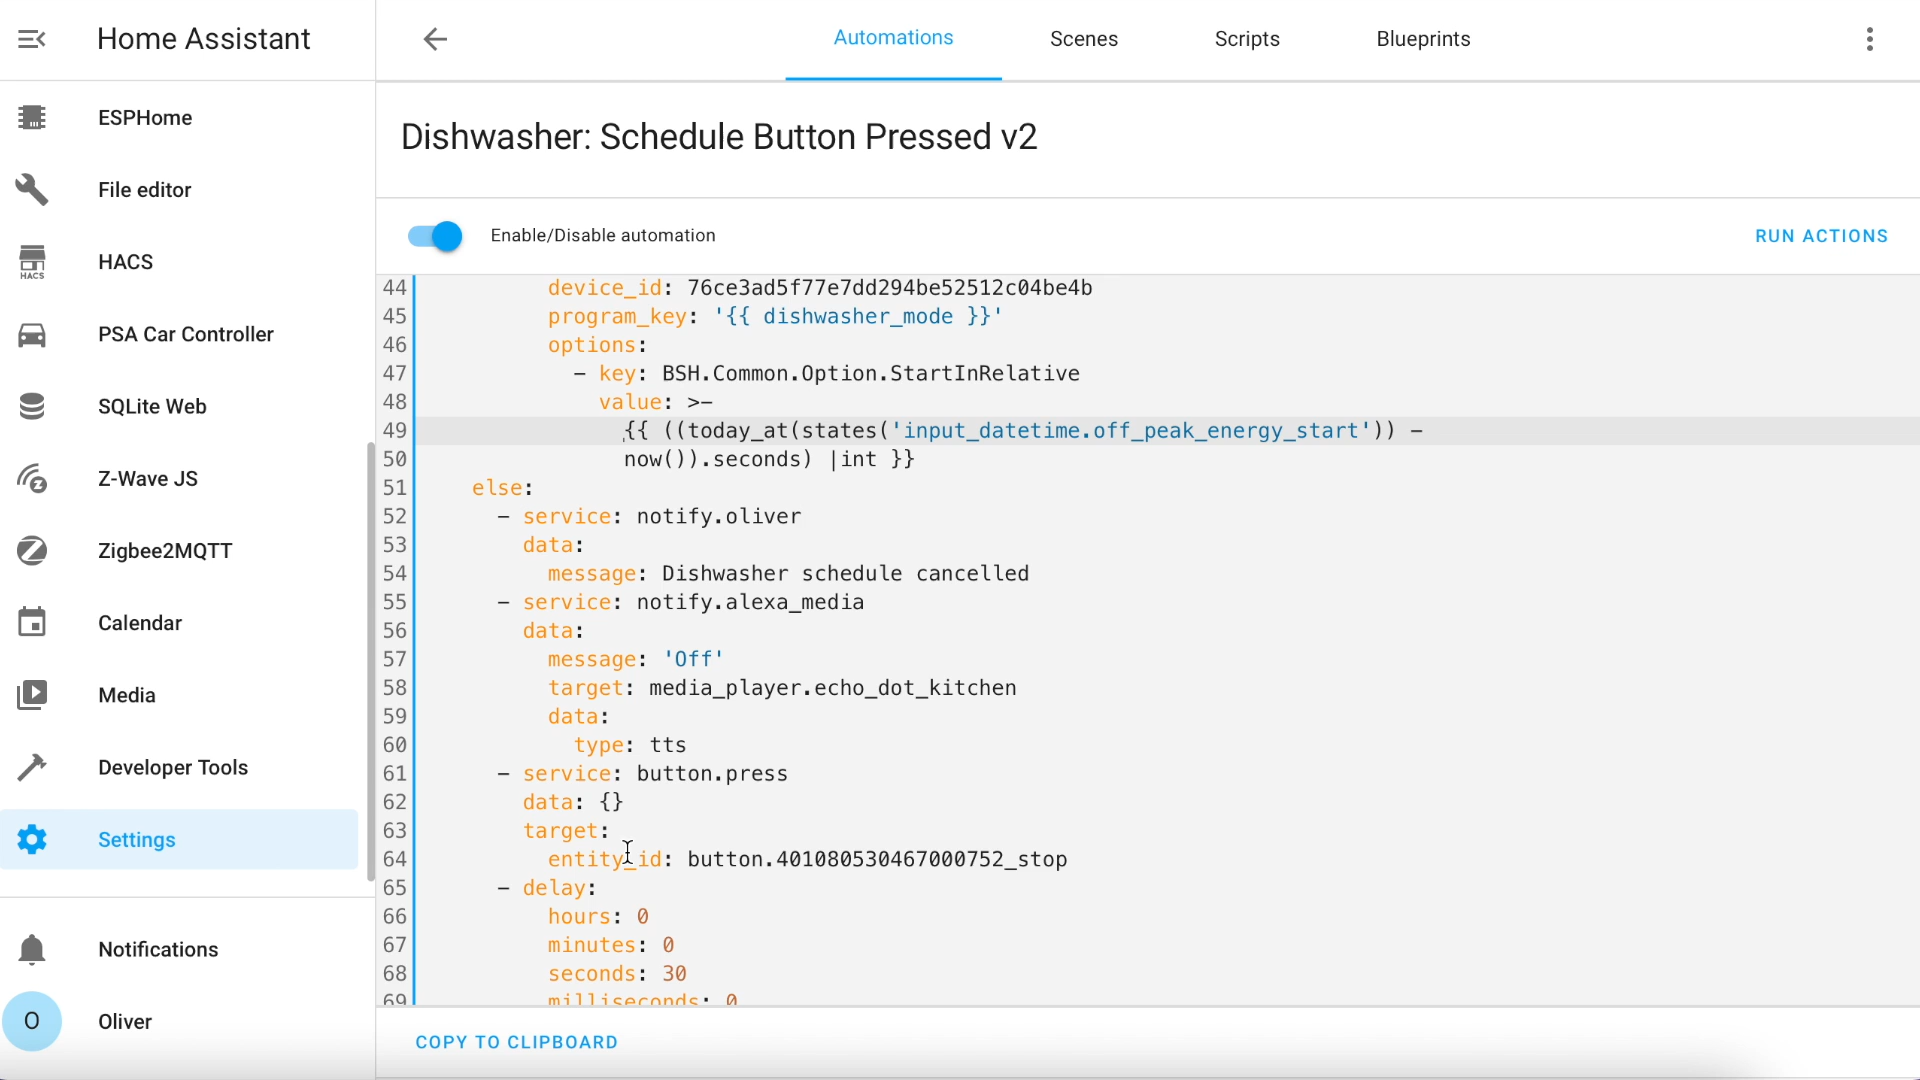 Home Assistant
Automations
Scenes
Scripts
Blueprints
ESPHome
File editor
HACS
HACS
PSA Car Controller
SQLite Web
Z-Wave JS
Zigbee2MQTT
Calendar
Media
Developer Tools
Settings
Notifications
O
Oliver
Dishwasher: Schedule Button Pressed v2
Enable/Disable automation
RUN ACTIONS
44 device_id: 76ce3ad5f77e7dd294be52512c04be4b
45 program_key: '{{ dishwasher_mode }}'
46 options:
47 - key: BSH.Common.Option.StartInRelative
48 value: >-
49 {{ ((today_at(states('input_datetime.off_peak_energy_start')) -
50 now()).seconds) |int }}
51 else:
52 - service: notify.oliver
53 data:
54 message: Dishwasher schedule cancelled
55 - service: notify.alexa_media
56 data:
57 message: 'Off'
58 target: media_player.echo_dot_kitchen
59 data:
60 type: tts
61 - service: button.press
62 data: {}
63 target:
64 entity_id: button.401080530467000752_stop
65 - delay:
66 hours: 0
67 minutes: 0
68 seconds: 30
69 milliseconds: 0
COPY TO CLIPBOARD